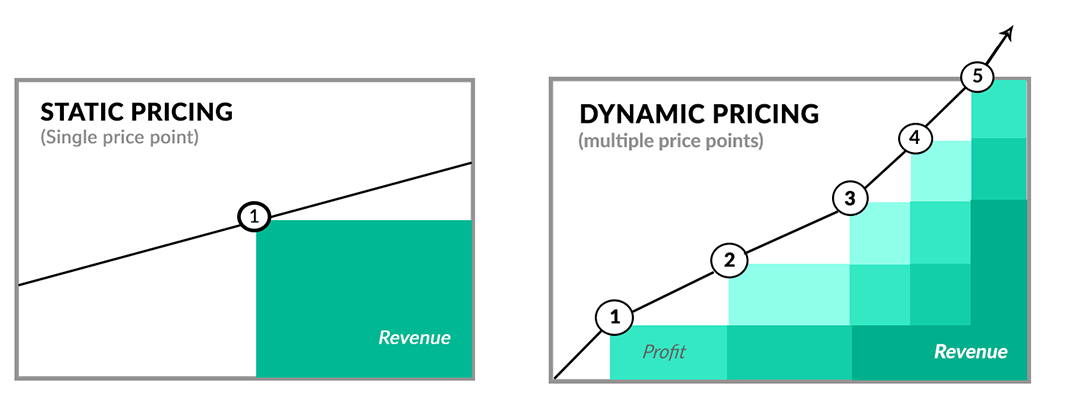 STATIC PRICING
(Single price point)
1
Revenue
DYNAMIC PRICING
(multiple price points)
5
4
3
2
1
Profit
Revenue